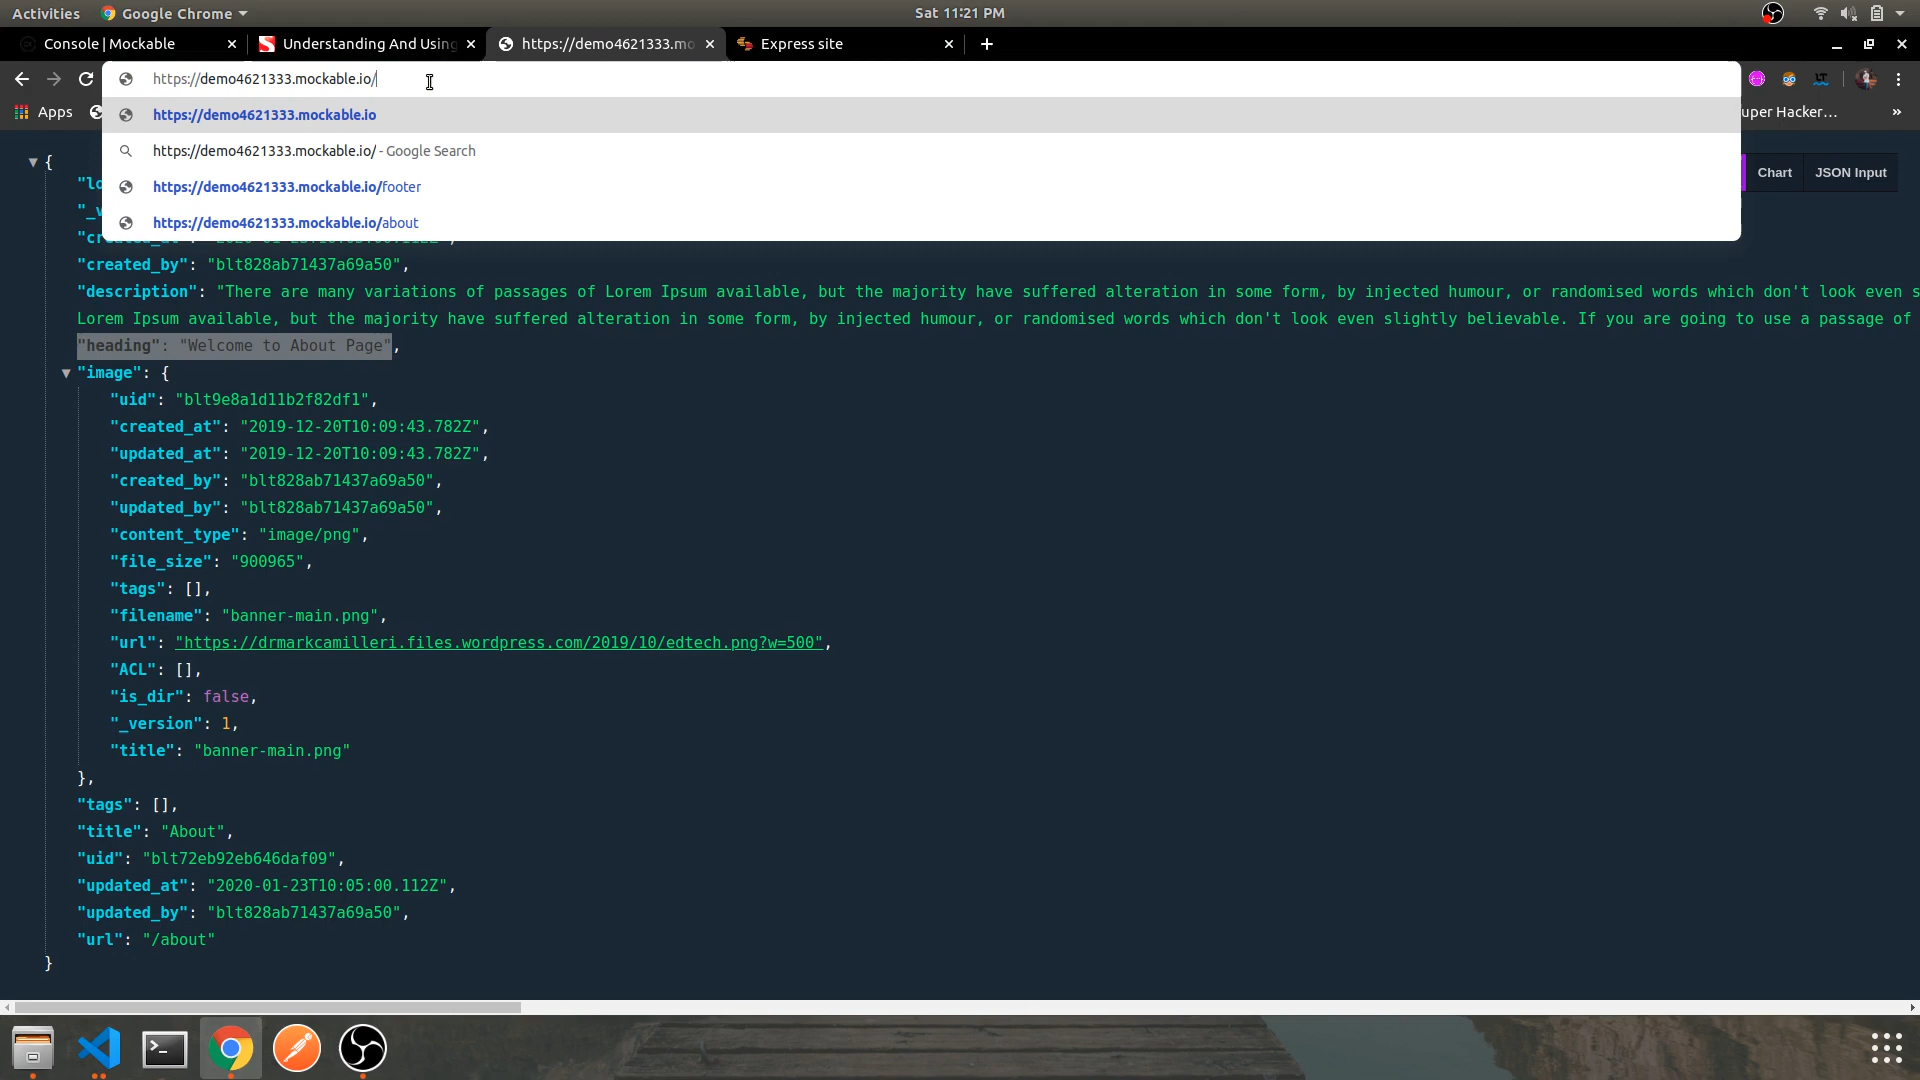 Activities Google Chrome Sat 11:21 PM
Console | Mockable Understanding And Using https://demo4621333.mo Express site
https://demo4621333.mockable.io/
Apps uper Hacker… »
https://demo4621333.mockable.io
https://demo4621333.mockable.io/ - Google Search
https://demo4621333.mockable.io/footer
https://demo4621333.mockable.io/about
Chart JSON Input
{
"created_by": "blt828ab71437a69a50",
"description": "There are many variations of passages of Lorem Ipsum available, but the majority have suffered alteration in some form, by injected humour, or randomised words which don't look even s
Lorem Ipsum available, but the majority have suffered alteration in some form, by injected humour, or randomised words which don't look even slightly believable. If you are going to use a passage of
"heading": "Welcome to About Page",
"image": {
"uid": "blt9e8a1d11b2f82df1",
"created_at": "2019-12-20T10:09:43.782Z",
"updated_at": "2019-12-20T10:09:43.782Z",
"created_by": "blt828ab71437a69a50",
"updated_by": "blt828ab71437a69a50",
"content_type": "image/png",
"file_size": "900965",
"tags": [],
"filename": "banner-main.png",
"url": "https://drmarkcamilleri.files.wordpress.com/2019/10/edtech.png?w=500",
"ACL": [],
"is_dir": false,
"_version": 1,
"title": "banner-main.png"
},
"tags": [],
"title": "About",
"uid": "blt72eb92eb646daf09",
"updated_at": "2020-01-23T10:05:00.112Z",
"updated_by": "blt828ab71437a69a50",
"url": "/about"
}